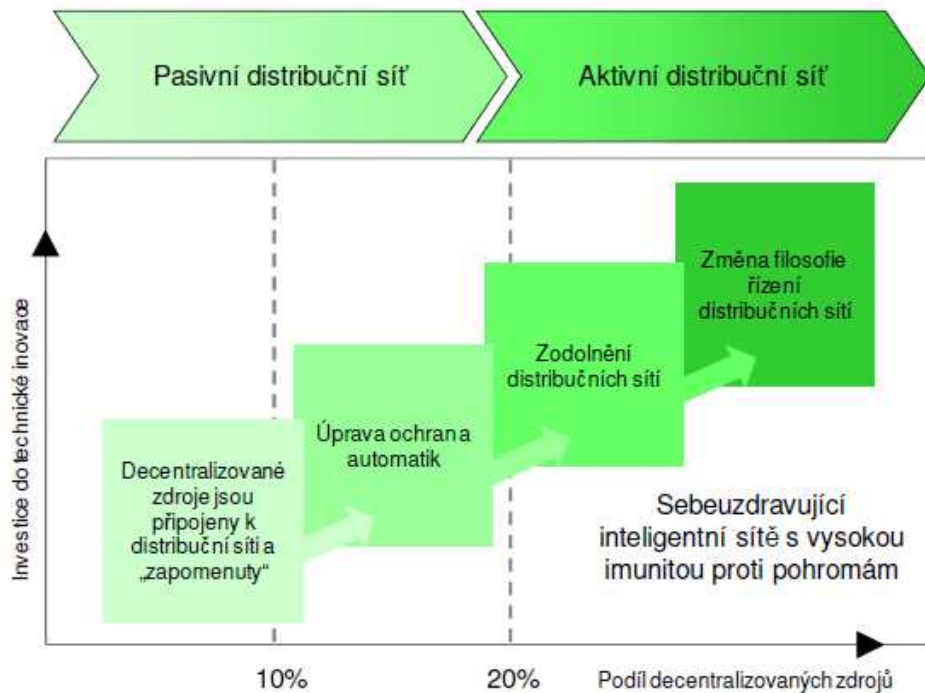 Pasivní distribuční síť
Aktivní distribuční síť
Investice do technické inovace
Decentralizované
zdroje jsou
připojeny k
distribuční síti a
„zapomenuty“
Úprava ochran a
automatik
Zodolnění
distribučních sítí
Změna filosofie
řízení
distribučních sítí
Sebeuzdravující
inteligentní sítě s vysokou
imunitou proti pohromám
10%
20%
Podíl decentralizovaných zdrojů